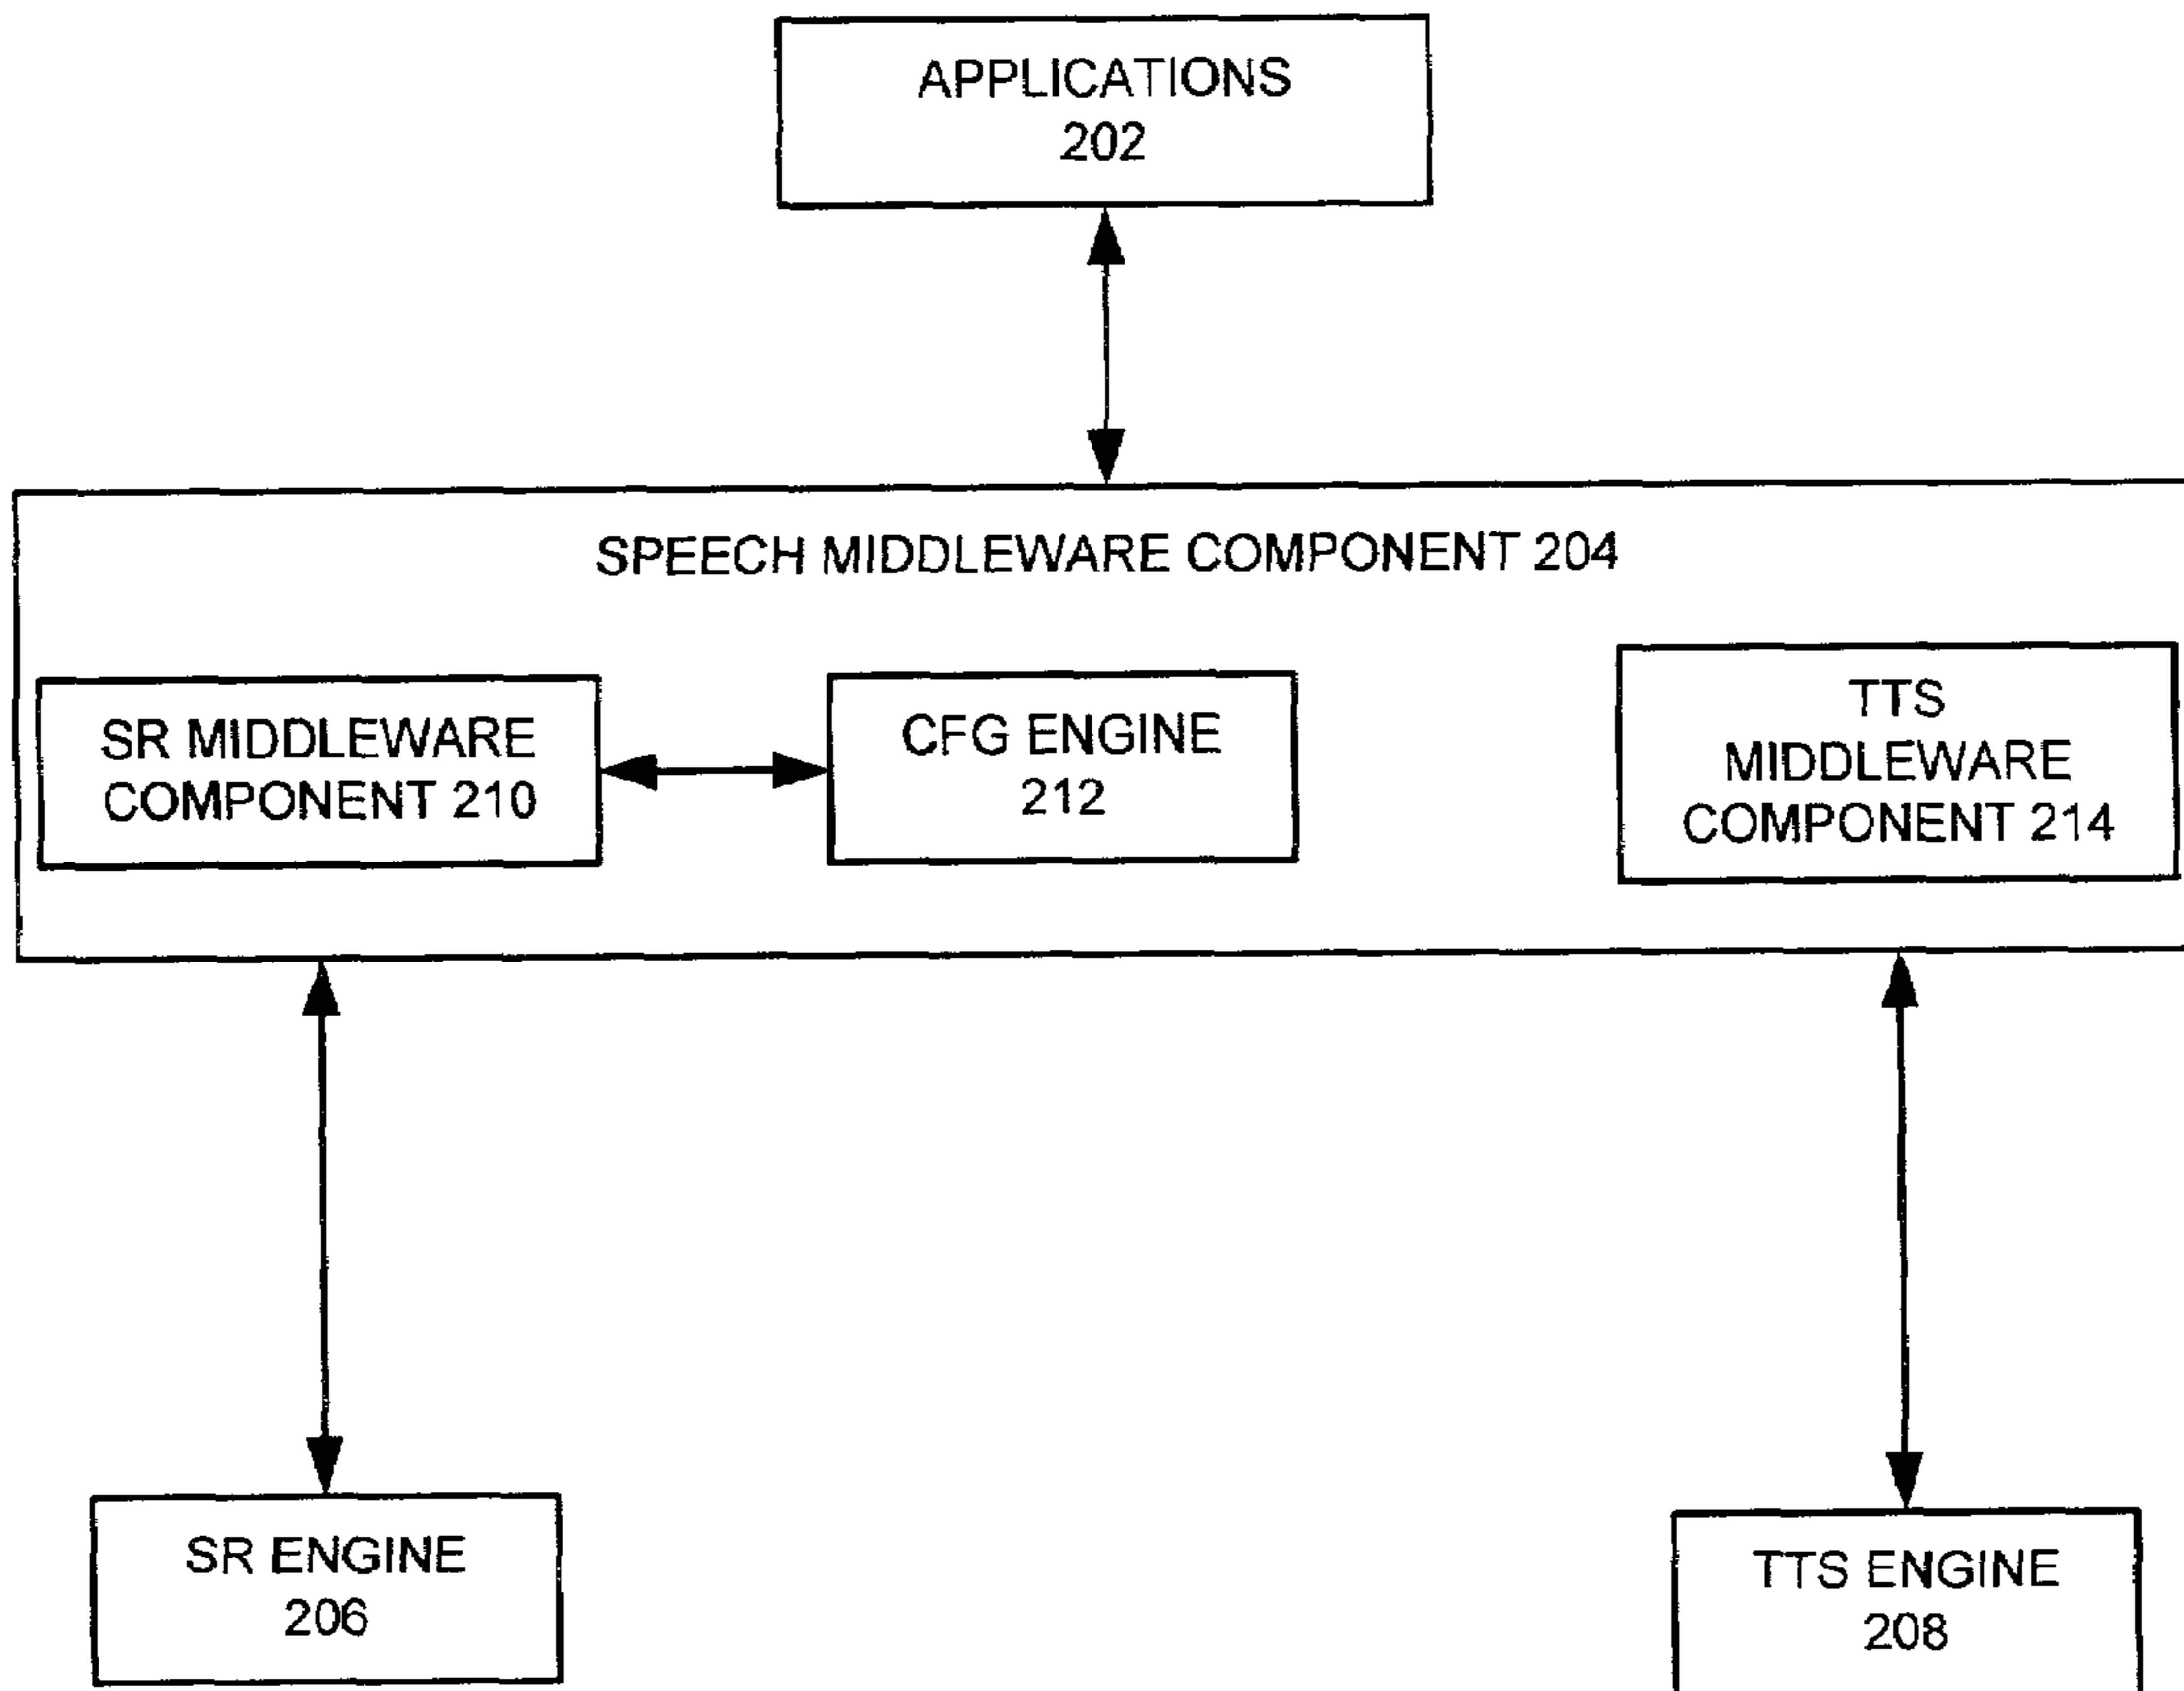 APPLICATIONS
202
SPEECH MIDDLEWARE COMPONENT 204
SR MIDDLEWARE
COMPONENT 210
CFG ENGINE
212
TTS
MIDDLEWARE
COMPONENT 214
SR ENGINE
206
TTS ENGINE
208